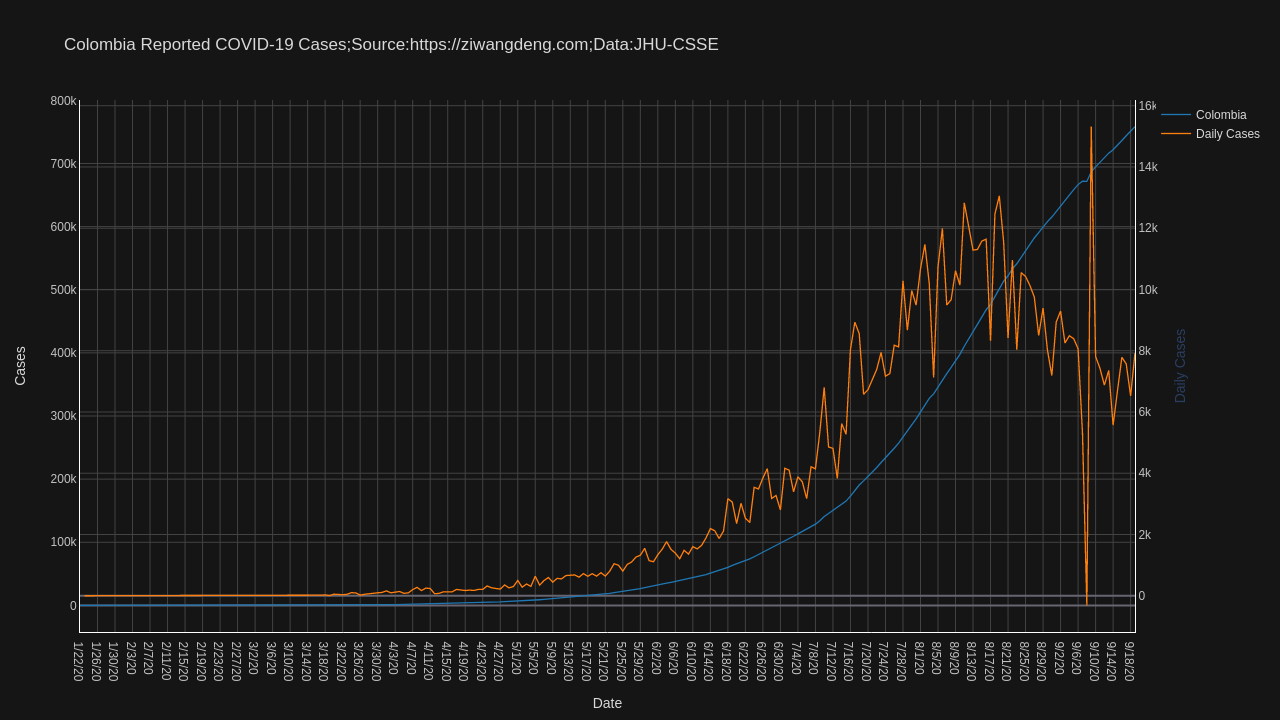 Colombia Reported COVID-19 Cases;Source:https://ziwangdeng.com;Data:JHU-CSSE
800k
700k
600k
500k
400k
300k
200k
100k
0
Cases
16k
14k
12k
10k
8k
6k
4k
2k
0
Daily Cases
Colombia
Daily Cases
1/22/20
1/26/20
1/30/20
2/3/20
2/7/20
2/11/20
2/15/20
2/19/20
2/23/20
2/27/20
3/2/20
3/6/20
3/10/20
3/14/20
3/18/20
3/22/20
3/26/20
3/30/20
4/3/20
4/7/20
4/11/20
4/15/20
4/19/20
4/23/20
4/27/20
5/1/20
5/5/20
5/9/20
5/13/20
5/17/20
5/21/20
5/25/20
5/29/20
6/2/20
6/6/20
6/10/20
6/14/20
6/18/20
6/22/20
6/26/20
6/30/20
7/4/20
7/8/20
7/12/20
7/16/20
7/20/20
7/24/20
7/28/20
8/1/20
8/5/20
8/9/20
8/13/20
8/17/20
8/21/20
8/25/20
8/29/20
9/2/20
9/6/20
9/10/20
9/14/20
9/18/20
Date